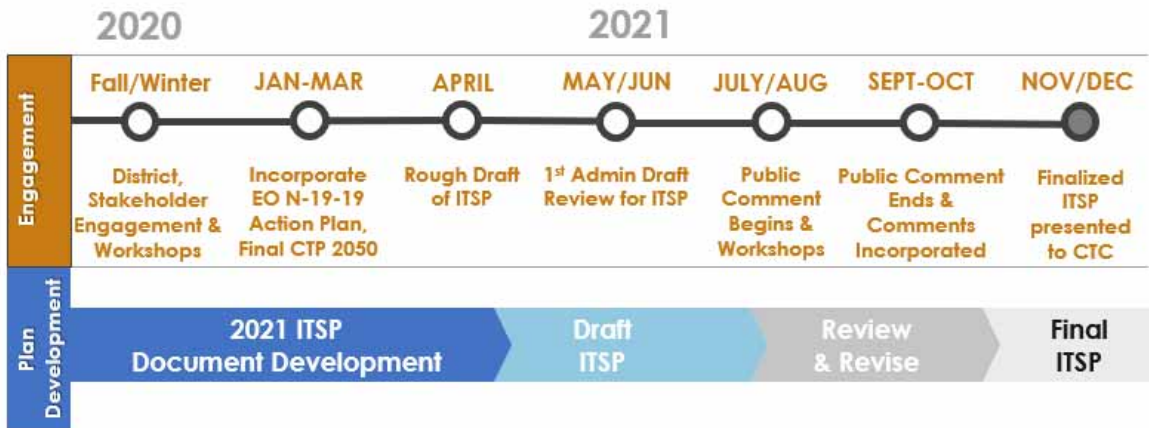 2020
2021
Engagement
Fall/Winter
JAN-MAR
APRIL
MAY/JUN
JULY/AUG
SEPT-OCT
NOV/DEC
District,
Stakeholder
Engagement &
Workshops
Incorporate
EO N-19-19
Action Plan,
Final CTP 2050
Rough Draft
of ITSP
1st Admin Draft
Review for ITSP
Public
Comment
Begins &
Workshops
Public Comment
Ends &
Comments
Incorporated
Finalized
ITSP
presented
to CTC
Plan
Development
2021 ITSP
Document Development
Draft
ITSP
Review
& Revise
Final
ITSP